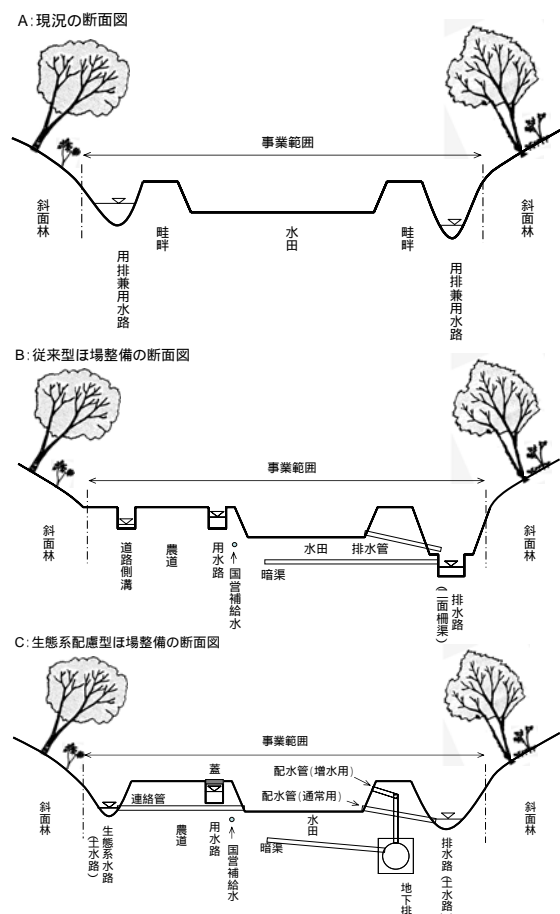 A:現況の断面図
事業範囲
斜面林
用排兼用水路
畦畔
水田
畦畔
用排兼用水路
斜面林
B:従来型ほ場整備の断面図
事業範囲
斜面林
道路側溝
農道
用水路
国営補給水
水田
排水管
暗渠
排水路
(二面柵渠)
斜面林
C:生態系配慮型ほ場整備の断面図
事業範囲
蓋
配水管(増水用)
配水管(通常用)
連絡管
斜面林
生態系水路
(土水路)
農道
用水路
国営補給水
水田
暗渠
地下排
排水路(土水路
斜面林